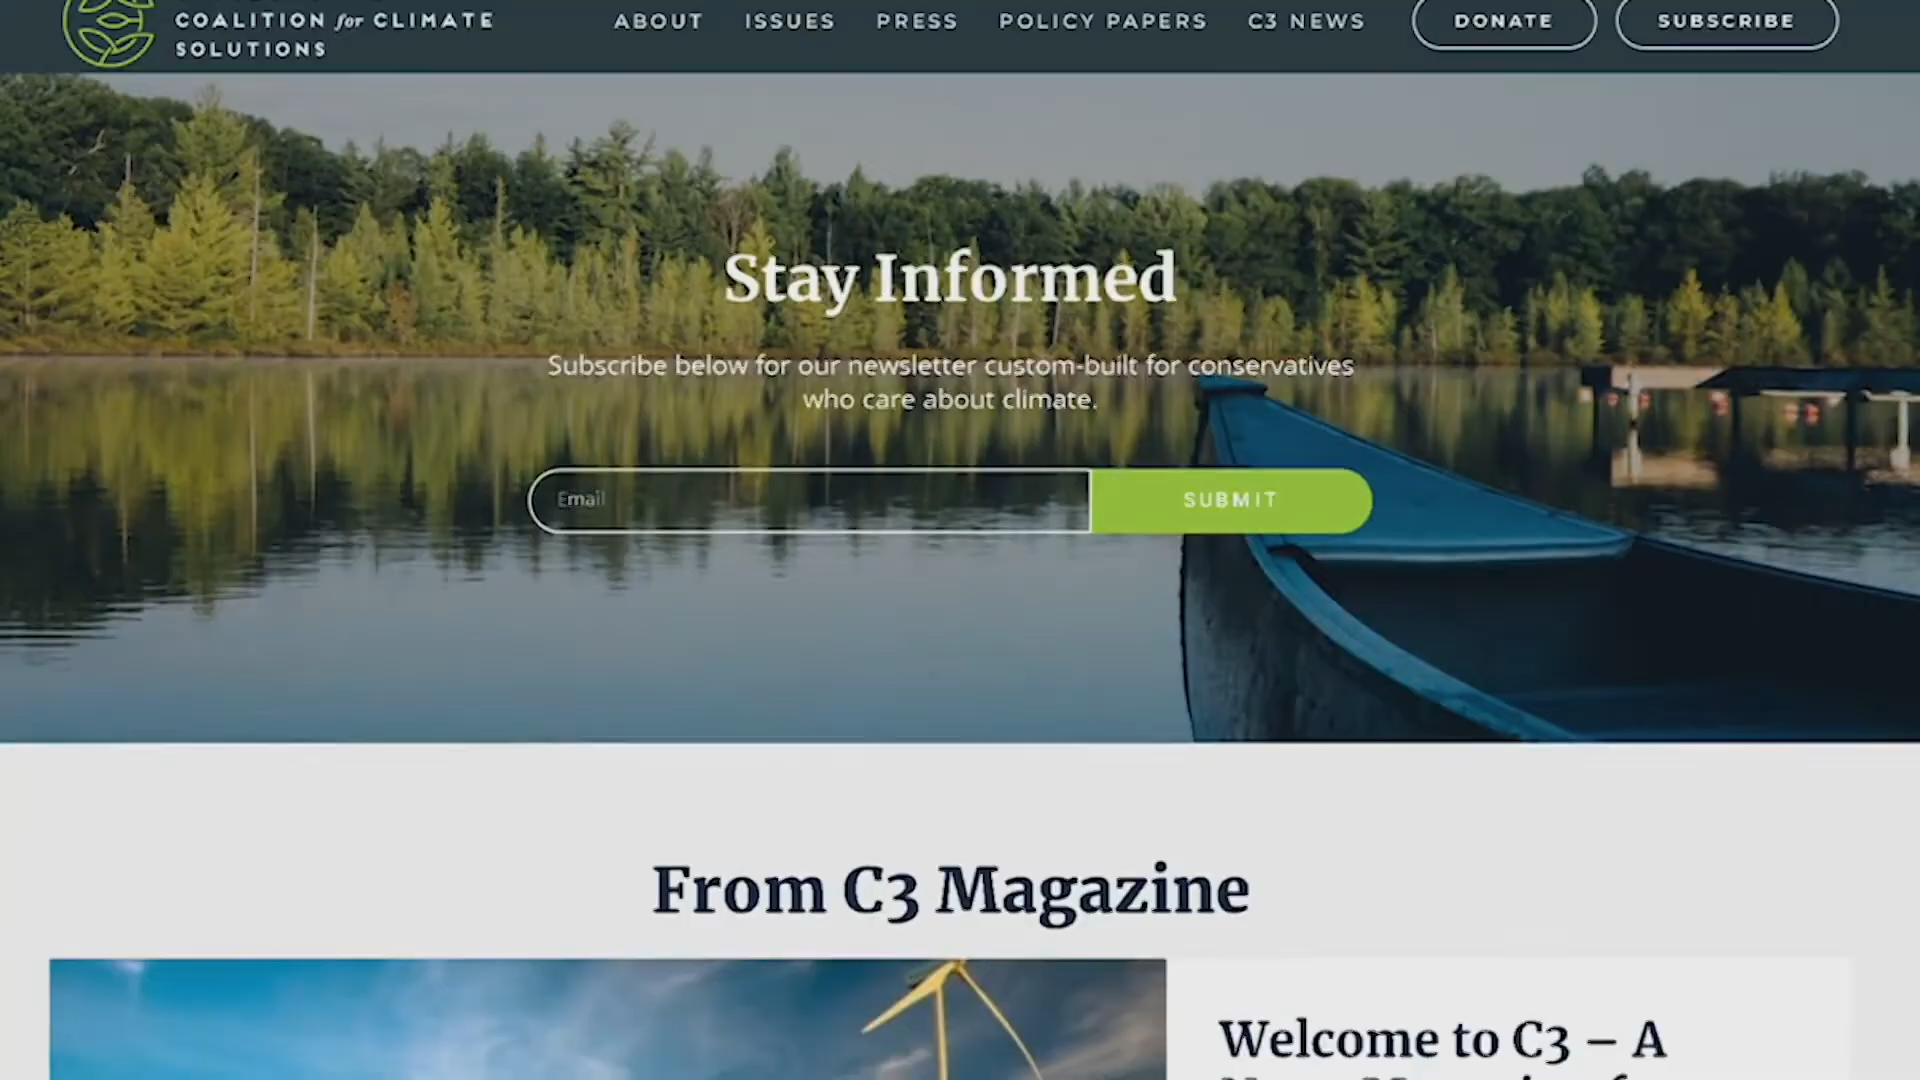 COALITION for CLIMATE
SOLUTIONS
ABOUT
ISSUES
PRESS
POLICY PAPERS
C3 NEWS
DONATE
SUBSCRIBE
Stay Informed
Subscribe below for our newsletter custom-built for conservatives
who care about climate.
Email
SUBMIT
From C3 Magazine
Welcome to C3 – A